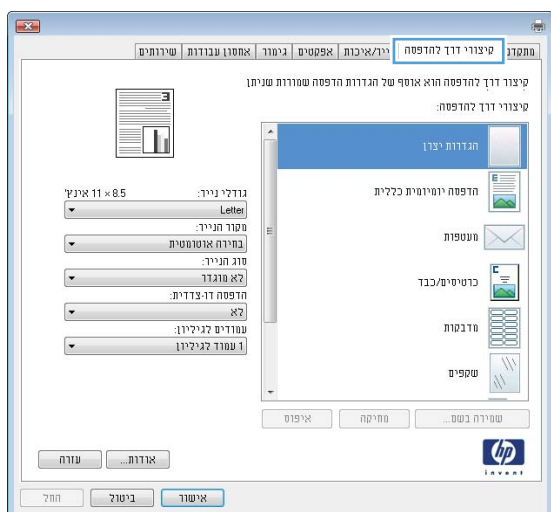 מתקדם קיצורי דרך להדפסה נייר/איכות אפקטים גימור אחסון עבודות שירותים
קיצור דרך להדפסה הוא אוסף של הגדרות הדפסה שמורות שניתן
קיצורי דרך להדפסה:
הגדרות יצרן
הדפסה יומיומית כללית
מעטפות
כרטיסים/כבד
מדבקות
שקפים
E
גודלי נייר: 8.5 × 11 אינץ'
Letter
מקור הנייר:
בחירה אוטומטית
סוג הנייר:
לא מוגדר
הדפסה דו-צדדית:
לא
עמודים לגיליון:
1 עמוד לגיליון
שמירה בשם... מחיקה איפוס
hp
invent
אודות... עזרה
אישור ביטול החל